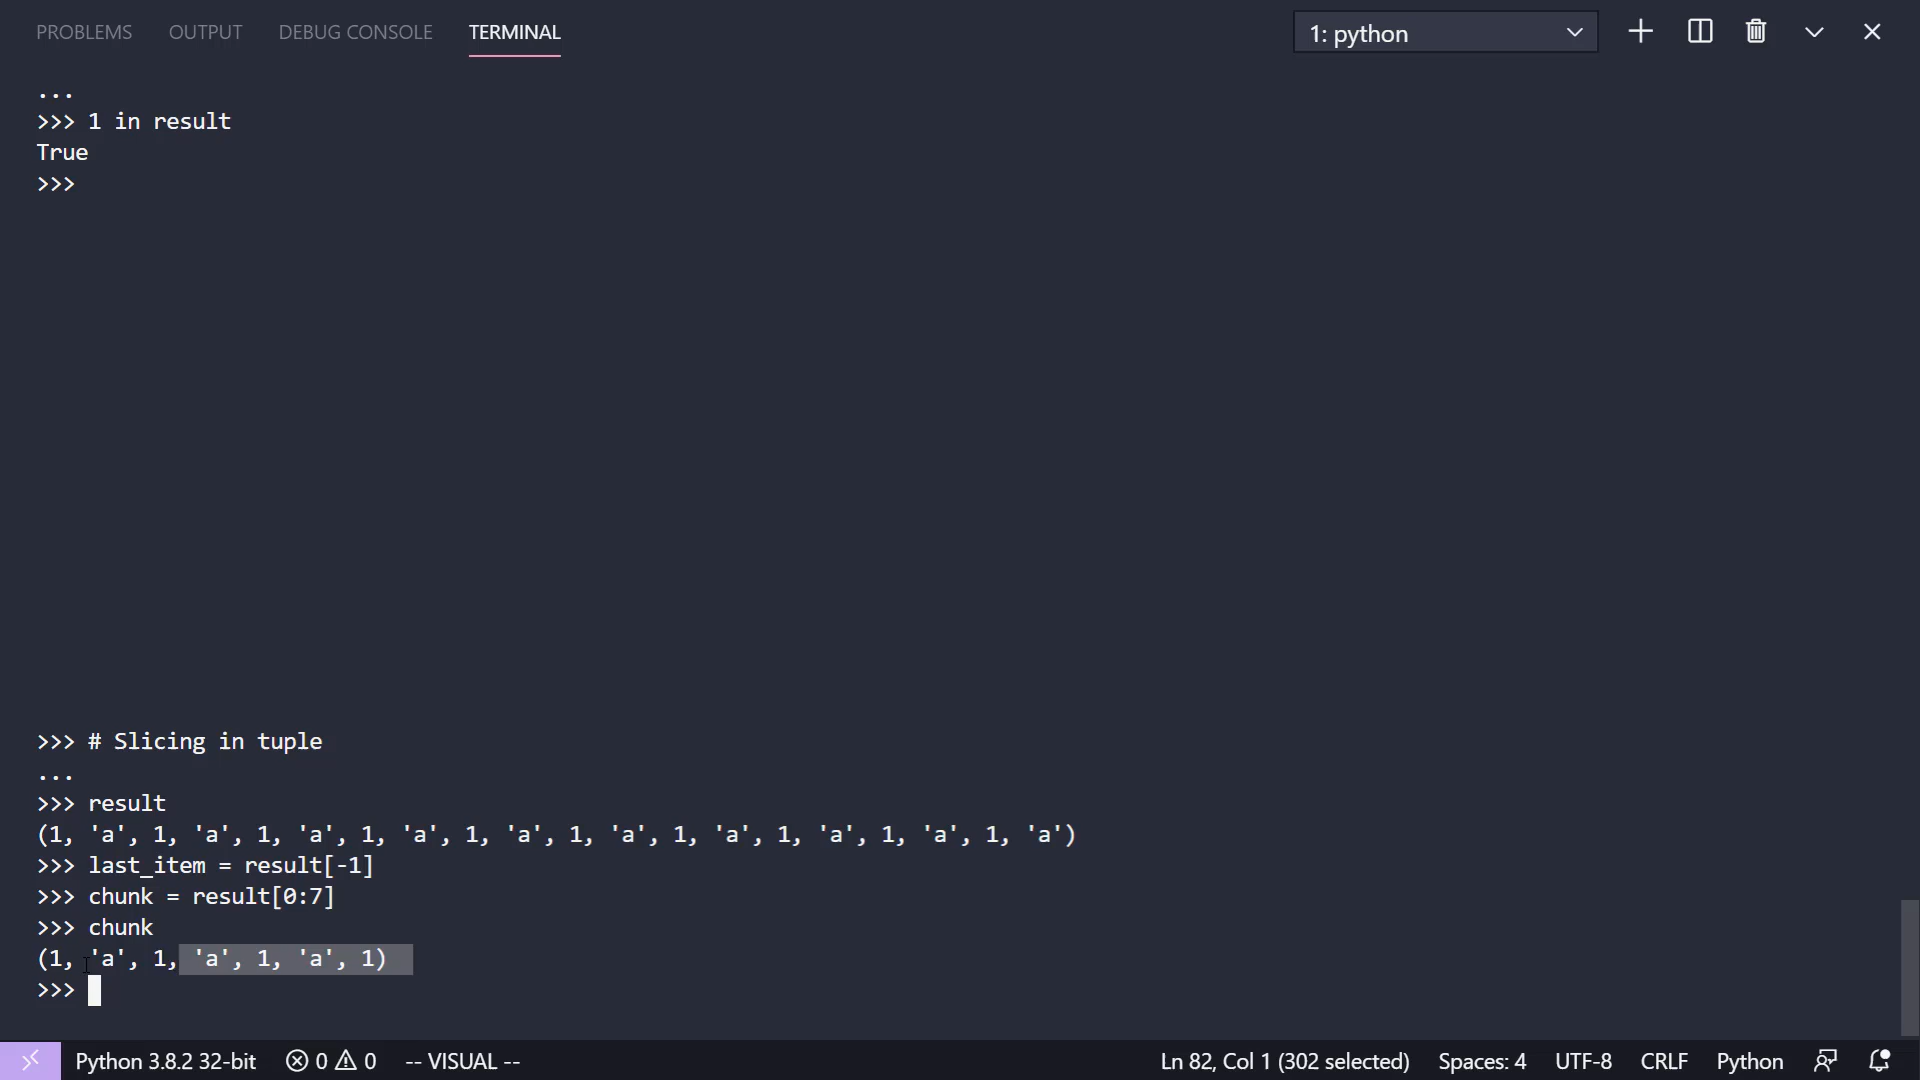 PROBLEMS OUTPUT DEBUG CONSOLE TERMINAL 1: python
...
>>> 1 in result
True
>>>
>>> # Slicing in tuple
...
>>> result
(1, 'a', 1, 'a', 1, 'a', 1, 'a', 1, 'a', 1, 'a', 1, 'a', 1, 'a', 1, 'a', 1, 'a')
>>> last_item = result[-1]
>>> chunk = result[0:7]
>>> chunk
(1, 'a', 1, 'a', 1, 'a', 1)
>>>
Python 3.8.2 32-bit 0 0 -- VISUAL -- Ln 82, Col 1 (302 selected) Spaces: 4 UTF-8 CRLF Python